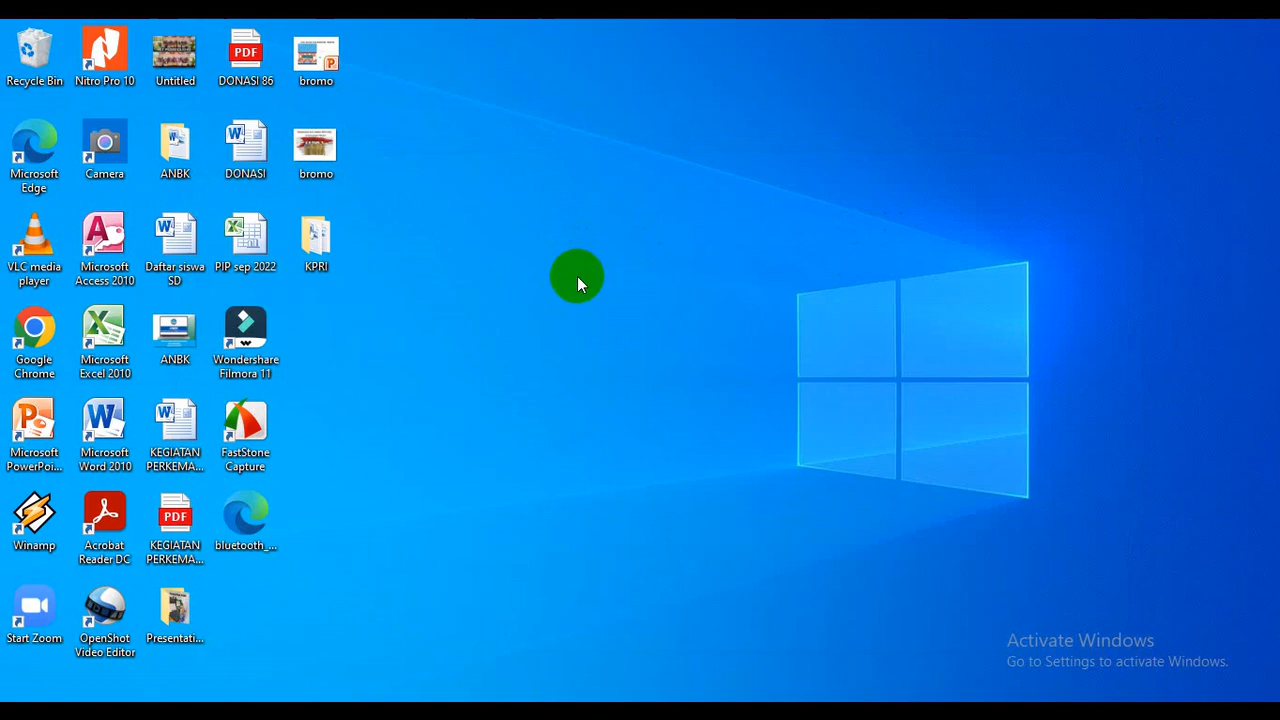 Recycle Bin
Nitro Pro 10
Untitled
PDF
DONASI 86
bromo
Microsoft
Edge
Camera
ANBK
DONASI
bromo
VLC media
player
Microsoft
Access 2010
Daftar siswa
SD
PIP sep 2022
KPRI
Google
Chrome
Microsoft
Excel 2010
ANBK
Wondershare
Filmora 11
Microsoft
PowerPoi...
Microsoft
Word 2010
KEGIATAN
PERKEMA...
FastStone
Capture
Winamp
Acrobat
Reader DC
PDF
KEGIATAN
PERKEMA...
bluetooth_...
Start Zoom
OpenShot
Video Editor
Presentati...
Activate Windows
Go to Settings to activate Windows.